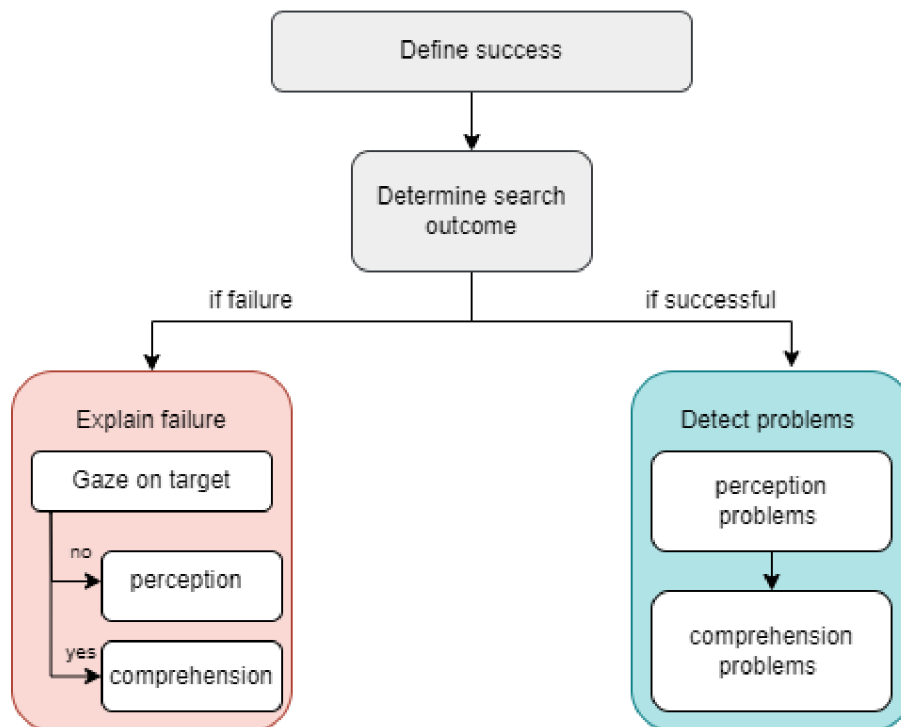 Define success
Determine search
outcome
if failure
if successful
Explain failure
Gaze on target
no
perception
yes
comprehension
Detect problems
perception
problems
comprehension
problems